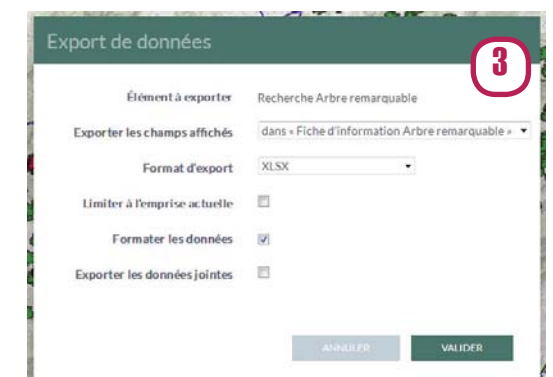 Export de données
3
Élément à exporter Recherche Arbre remarquable
Exporter les champs affichés dans « Fiche d'information Arbre remarquable »
Format d'export XLSX
Limiter à l'emprise actuelle
Formater les données
Exporter les données jointes
ANNULER VALIDER